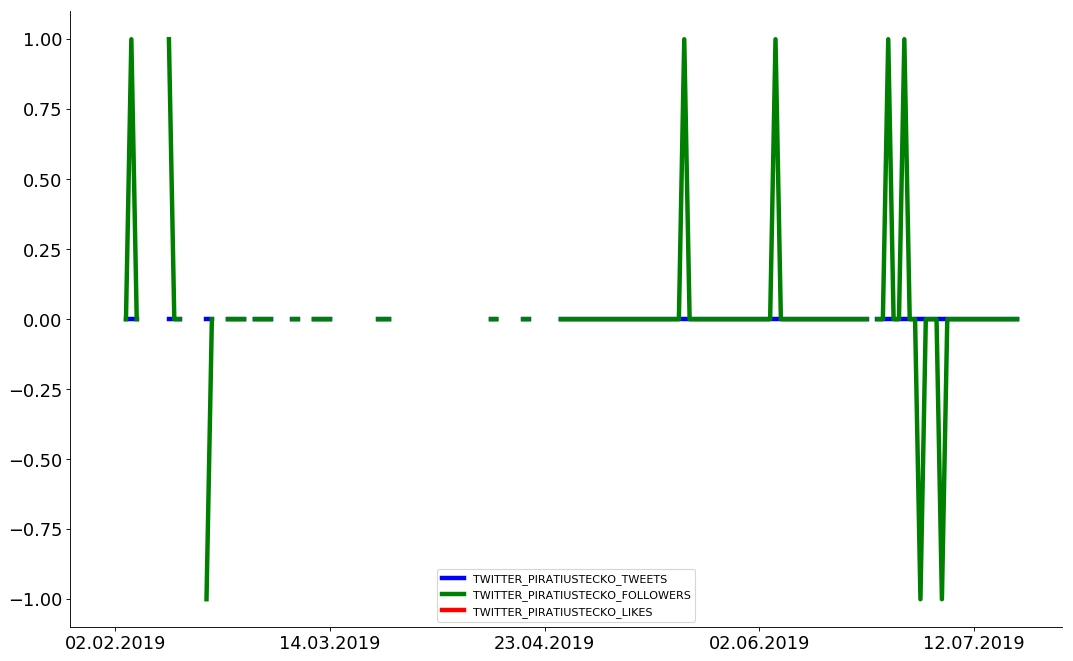 1.00
0.75
0.50
0.25
0.00
−0.25
−0.50
−0.75
−1.00
TWITTER_PIRATIUSTECKO_TWEETS
TWITTER_PIRATIUSTECKO_FOLLOWERS
TWITTER_PIRATIUSTECKO_LIKES
02.02.2019 14.03.2019 23.04.2019 02.06.2019 12.07.2019